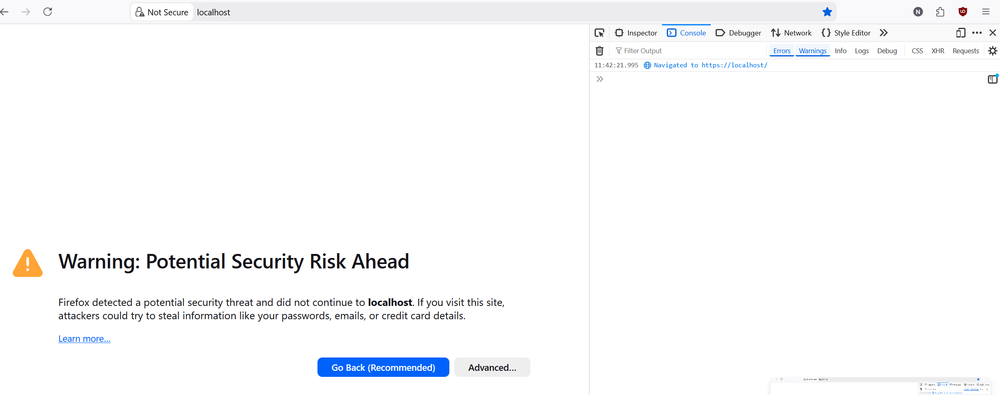 Not Secure localhost
N
Inspector Console Debugger Network Style Editor
Filter Output Errors Warnings Info Logs Debug CSS XHR Requests
11:42:21.995 Navigated to https://localhost/
Warning: Potential Security Risk Ahead
Firefox detected a potential security threat and did not continue to localhost. If you visit this site,
attackers could try to steal information like your passwords, emails, or credit card details.
Learn more...
Go Back (Recommended) Advanced...
Not Secure localhost